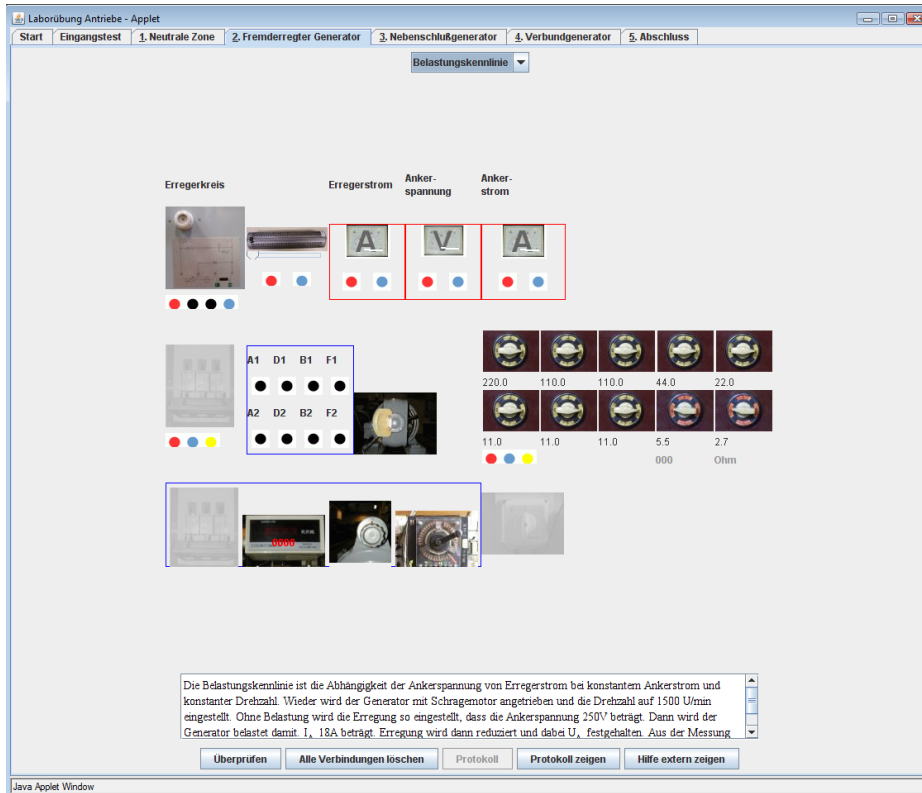 Laborübung Antriebe - Applet
Start Eingangstest 1. Neutrale Zone 2. Fremderregter Generator 3. Nebenschlußgenerator 4. Verbundgenerator 5. Abschluss
Belastungskennlinie
Erregerkreis Erregerstrom Anker-spannung Anker-strom
A V A
A1 D1 B1 F1
A2 D2 B2 F2
220.0 110.0 110.0 44.0 22.0
11.0 11.0 11.0 5.5 2.7
000 Ohm
R.P.M.
0000
Die Belastungskennlinie ist die Abhängigkeit der Ankerspannung von Erregerstrom bei konstantem Ankerstrom und
konstanter Drehzahl. Wieder wird der Generator mit Schragemotor angetrieben und die Drehzahl auf 1500 U/min
eingestellt. Ohne Belastung wird die Erregung so eingestellt, dass die Ankerspannung 250V beträgt. Dann wird der
Generator belastet damit. I_A 18A beträgt. Erregung wird dann reduziert und dabei U_A festgehalten. Aus der Messung
Überprüfen Alle Verbindungen löschen Protokoll Protokoll zeigen Hilfe extern zeigen
Java Applet Window